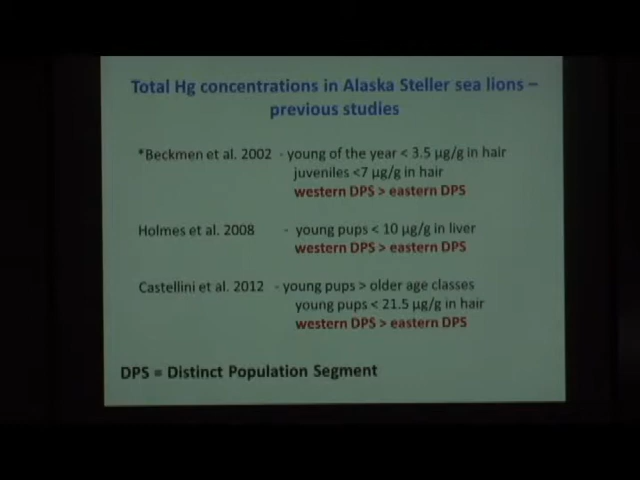 Total Hg concentrations in Alaska Steller sea lions –
previous studies
*Beckmen et al. 2002 - young of the year < 3.5 µg/g in hair
juveniles <7 µg/g in hair
western DPS > eastern DPS
Holmes et al. 2008 - young pups < 10 µg/g in liver
western DPS > eastern DPS
Castellini et al. 2012 - young pups > older age classes
young pups < 21.5 µg/g in hair
western DPS > eastern DPS
DPS = Distinct Population Segment